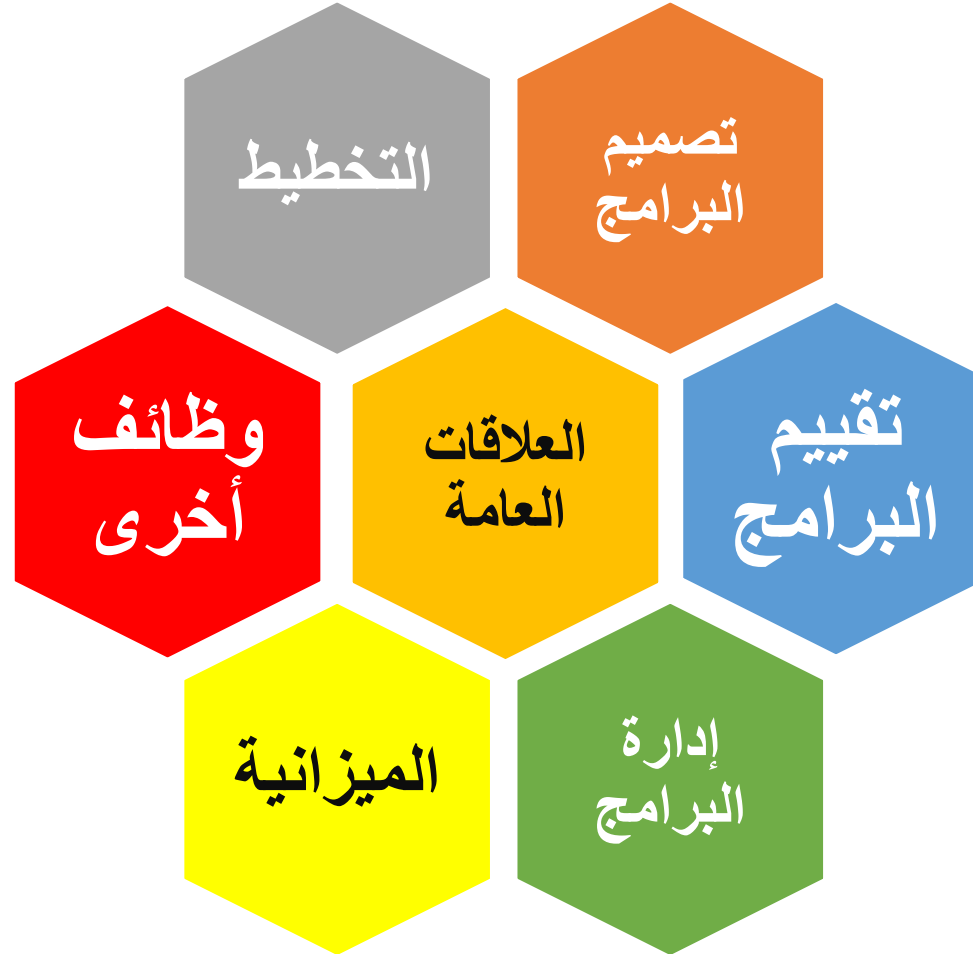 تصميم
البرامج
التخطيط
تقييم
البرامج
العلاقات
العامة
وظائف
أخرى
إدارة
البرامج
الميزانية